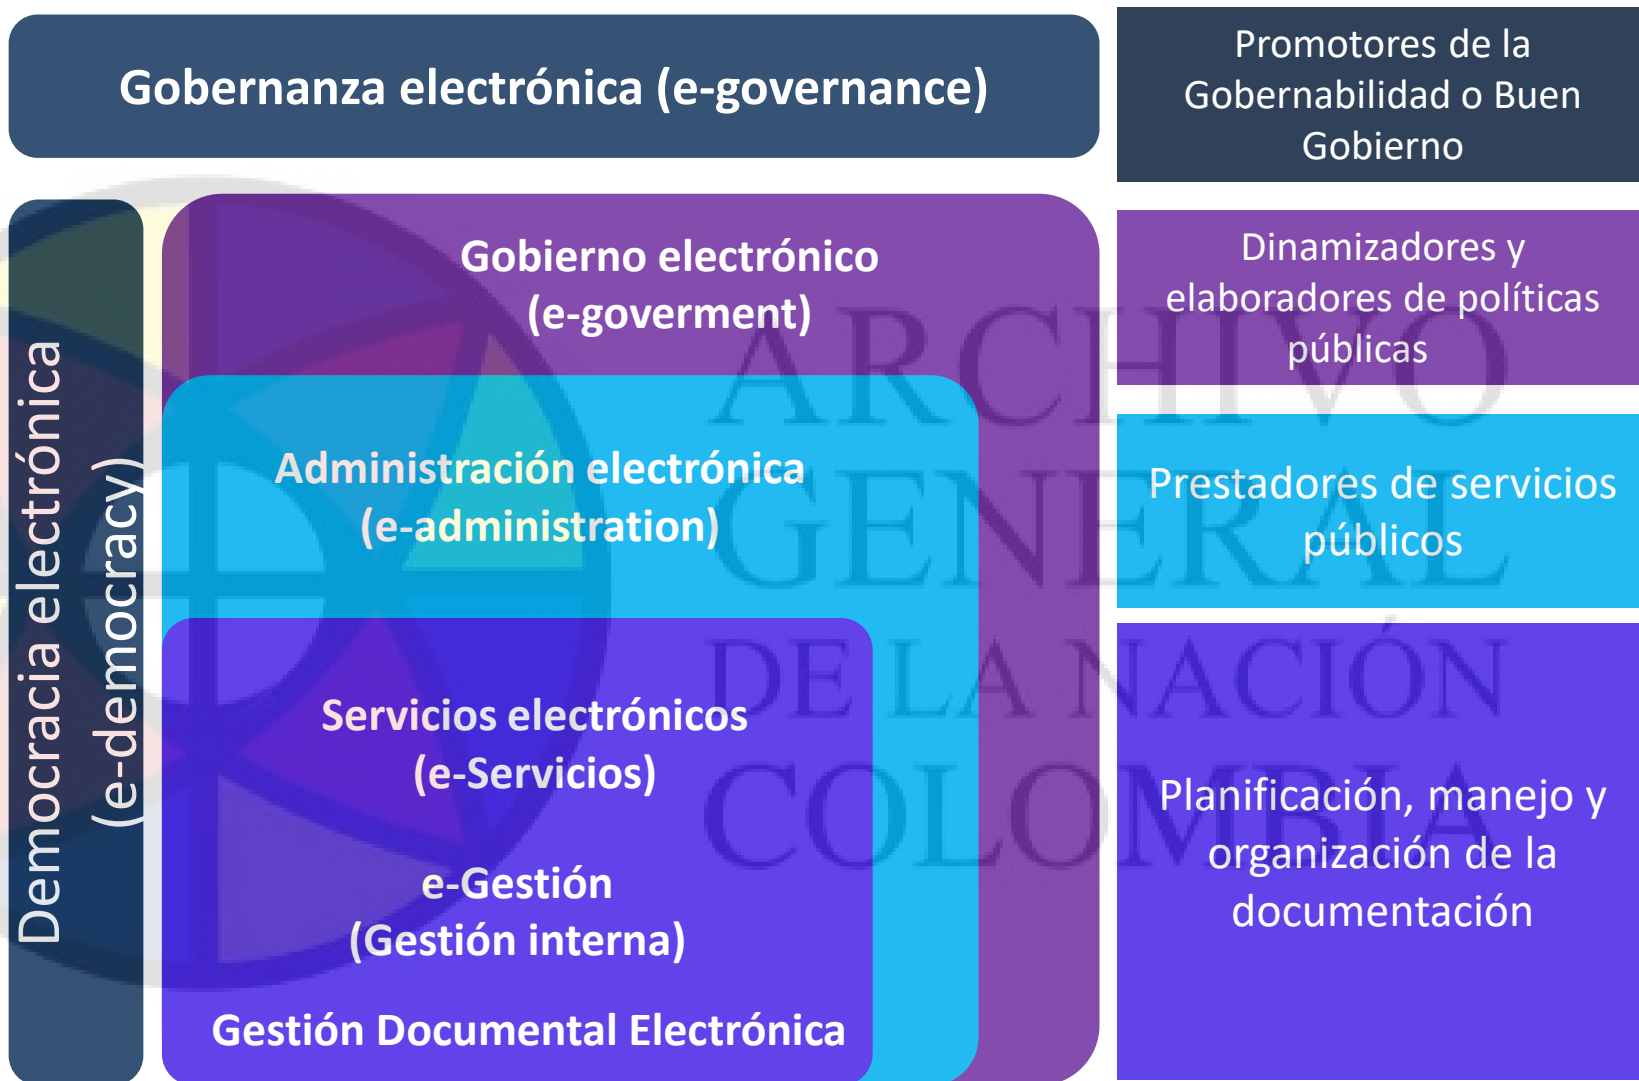 Gobernanza electrónica (e-governance)
Promotores de la
Gobernabilidad o Buen
Gobierno
Democracia electrónica
(e-democracy)
Gobierno electrónico
(e-goverment)
Dinamizadores y
elaboradores de políticas
públicas
Administración electrónica
(e-administration)
Prestadores de servicios
públicos
Servicios electrónicos
(e-Servicios)
e-Gestión
(Gestión interna)
Gestión Documental Electrónica
Planificación, manejo y
organización de la
documentación
ARCHIVO
GENERAL
DE LA NACIÓN
COLOMBIA